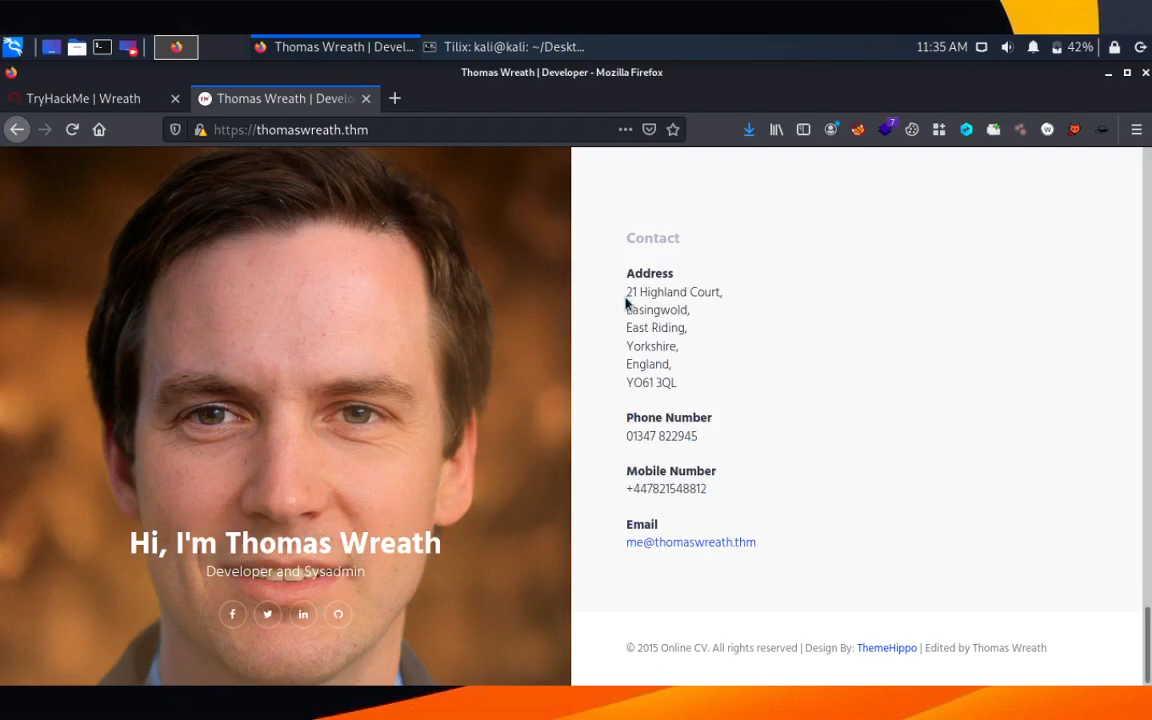 Thomas Wreath | Devel...
Tilix: kali@kali: ~/Deskt...
11:35 AM
42%
Thomas Wreath | Developer - Mozilla Firefox
TryHackMe | Wreath
Thomas Wreath | Develo
https://thomaswreath.thm
7
Contact
Address
21 Highland Court,
Easingwold,
East Riding,
Yorkshire,
England,
YO61 3QL
Phone Number
01347 822945
Mobile Number
+447821548812
Email
me@thomaswreath.thm
Hi, I'm Thomas Wreath
Developer and Sysadmin
© 2015 Online CV. All rights reserved | Design By: ThemeHippo | Edited by Thomas Wreath